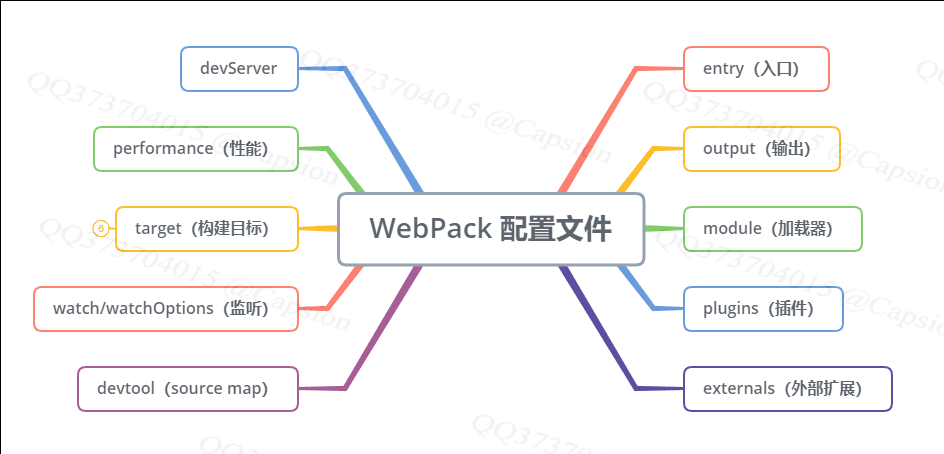 devServer
performance（性能）
target（构建目标）
watch/watchOptions（监听）
devtool（source map）
WebPack 配置文件
entry（入口）
output（输出）
module（加载器）
plugins（插件）
externals（外部扩展）
QQ373704015 @Capsion
QQ373704015 @Capsion
QQ373704015 @Capsion
QQ373704015 @Capsion